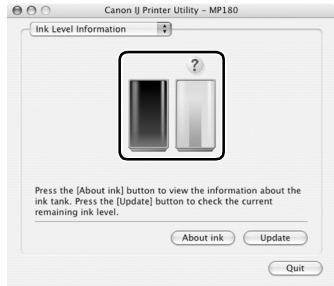 Canon IJ Printer Utility – MP180
Ink Level Information
?
Press the [About ink] button to view the information about the
ink tank. Press the [Update] button to check the current
remaining ink level.
About ink Update
Quit